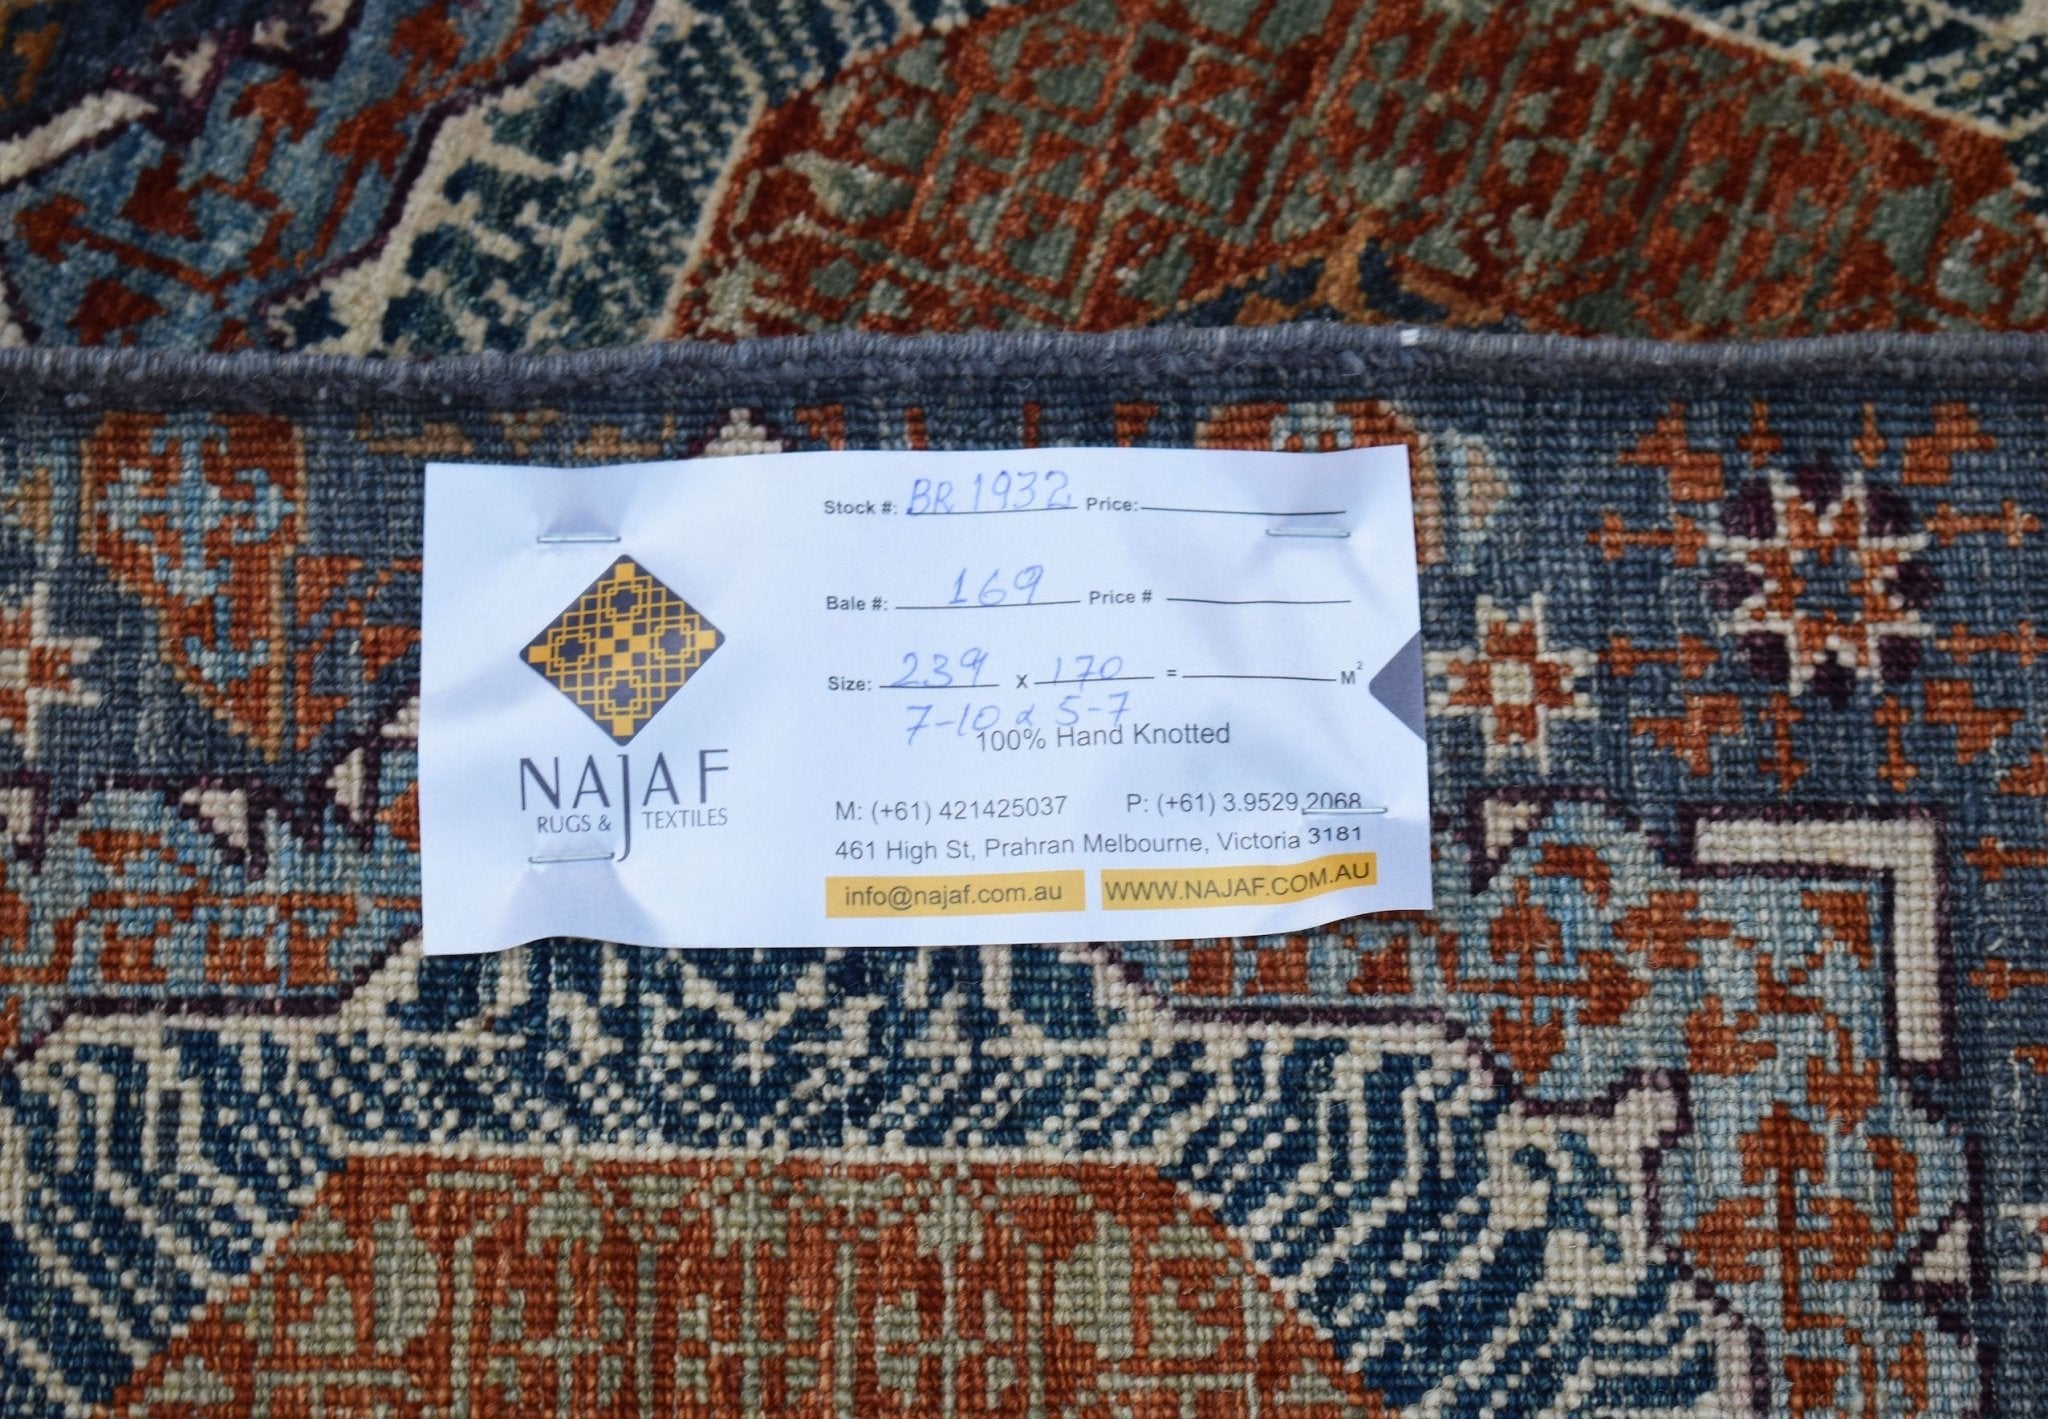 Stock #: BR 1932 Price:
Bale #: 169 Price #
Size: 239 x 170 = M²
7-10 x 5-7
100% Hand Knotted
NAJAF
RUGS & TEXTILES
M: (+61) 421425037 P: (+61) 3.9529 2068
461 High St, Prahran Melbourne, Victoria 3181
info@najaf.com.au WWW.NAJAF.COM.AU